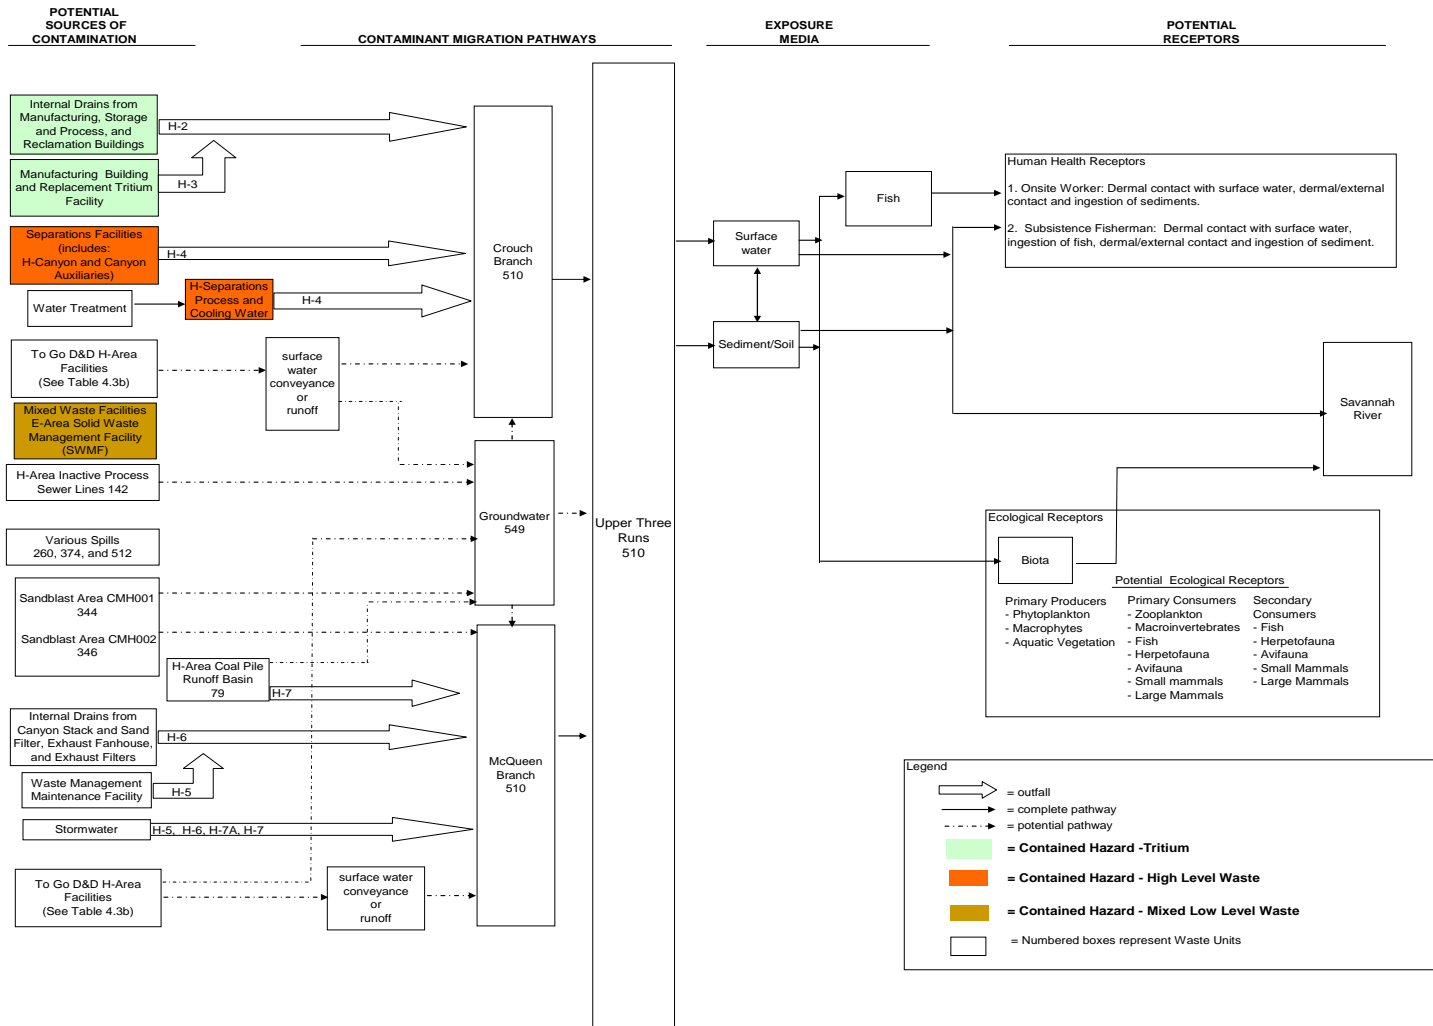 POTENTIAL
SOURCES OF
CONTAMINATION
CONTAMINANT MIGRATION PATHWAYS
EXPOSURE
MEDIA
POTENTIAL
RECEPTORS
Internal Drains from
Manufacturing, Storage
and Process, and
Reclamation Buildings
H-2
Manufacturing Building
and Replacement Tritium
Facility
H-3
Separations Facilities
(includes:
H-Canyon and Canyon
Auxiliaries)
H-4
Water Treatment
H-Separations
Process and
Cooling Water
H-4
To Go D&D H-Area
Facilities
(See Table 4.3b)
surface
water
conveyance
or
runoff
Mixed Waste Facilities
E-Area Solid Waste
Management Facility
(SWMF)
H-Area Inactive Process
Sewer Lines 142
Various Spills
260, 374, and 512
Sandblast Area CMH001
344
Sandblast Area CMH002
346
H-Area Coal Pile
Runoff Basin
79
H-7
Internal Drains from
Canyon Stack and Sand
Filter, Exhaust Fanhouse,
and Exhaust Filters
H-6
Waste Management
Maintenance Facility
H-5
Stormwater
H-5, H-6, H-7A, H-7
To Go D&D H-Area
Facilities
(See Table 4.3b)
surface water
conveyance
or
runoff
Crouch
Branch
510
Groundwater
549
McQueen
Branch
510
Upper Three
Runs
510
Surface
water
Sediment/Soil
Fish
Human Health Receptors
1. Onsite Worker: Dermal contact with surface water, dermal/external
contact and ingestion of sediments.
2. Subsistence Fisherman: Dermal contact with surface water,
ingestion of fish, dermal/external contact and ingestion of sediment.
Savannah
River
Ecological Receptors
Biota
Potential Ecological Receptors
Primary Producers
- Phytoplankton
- Macrophytes
- Aquatic Vegetation
Primary Consumers
- Zooplankton
- Macroinvertebrates
- Fish
- Herpetofauna
- Avifauna
- Small mammals
- Large Mammals
Secondary
Consumers
- Fish
- Herpetofauna
- Avifauna
- Small Mammals
- Large Mammals
Legend
= outfall
= complete pathway
= potential pathway
= Contained Hazard -Tritium
= Contained Hazard - High Level Waste
= Contained Hazard - Mixed Low Level Waste
= Numbered boxes represent Waste Units